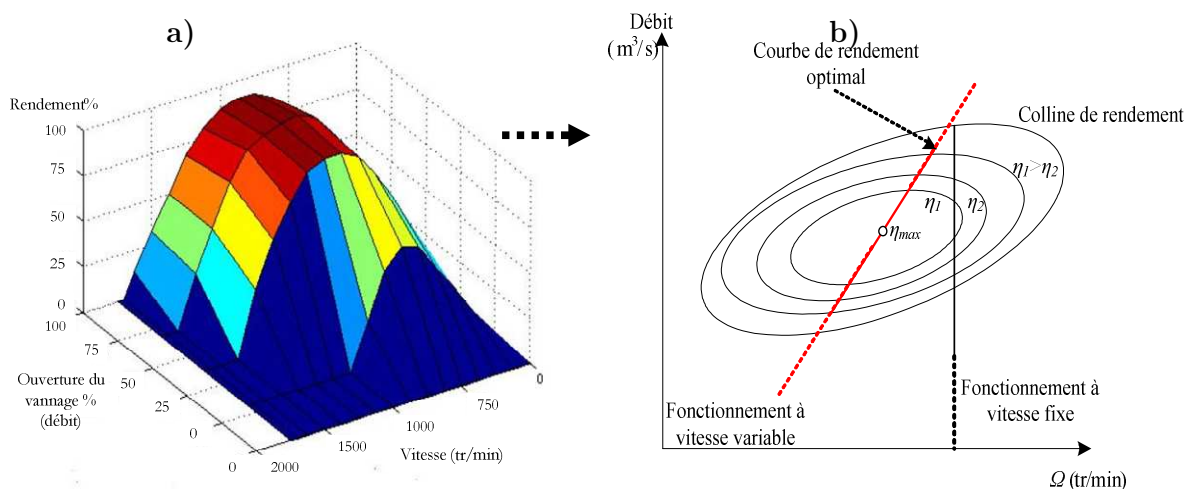 a)
Rendement%
100
75
50
25
0
100
75
50
25
0
0
Ouverture du
vannage %
(débit)
2000
1500
1000
750
0
Vitesse (tr/min)
b)
Débit
(m³/s)
Courbe de rendement
optimal
Colline de rendement
η1>η2
η1
η2
ηmax
Fonctionnement à
vitesse variable
Fonctionnement à
vitesse fixe
Ω (tr/min)